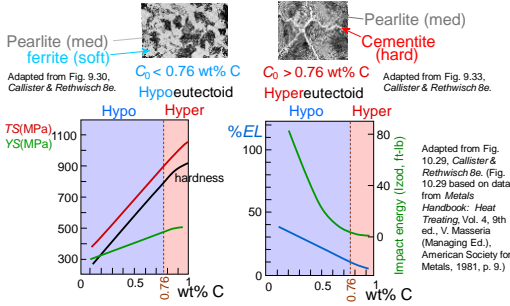 Pearlite (med)
ferrite (soft)
Pearlite (med)
Cementite
(hard)
Adapted from Fig. 9.30,
Callister & Rethwisch 8e.
C0 < 0.76 wt% C
Hypoeutectoid
C0 > 0.76 wt% C
Hypereutectoid
Adapted from Fig. 9.33,
Callister & Rethwisch 8e.
TS(MPa)
YS(MPa)
Hypo
Hyper
1100
900
700
500
300
hardness
0
0.5
1
0.76
wt% C
%EL
Hypo
Hyper
100
50
0
80
40
0
Impact energy (Izod, ft-lb)
0
0.5
1
0.76
wt% C
Adapted from Fig.
10.29, Callister &
Rethwisch 8e. (Fig.
10.29 based on data
from Metals
Handbook: Heat
Treating, Vol. 4, 9th
ed., V. Masseria
(Managing Ed.),
American Society for
Metals, 1981, p. 9.)